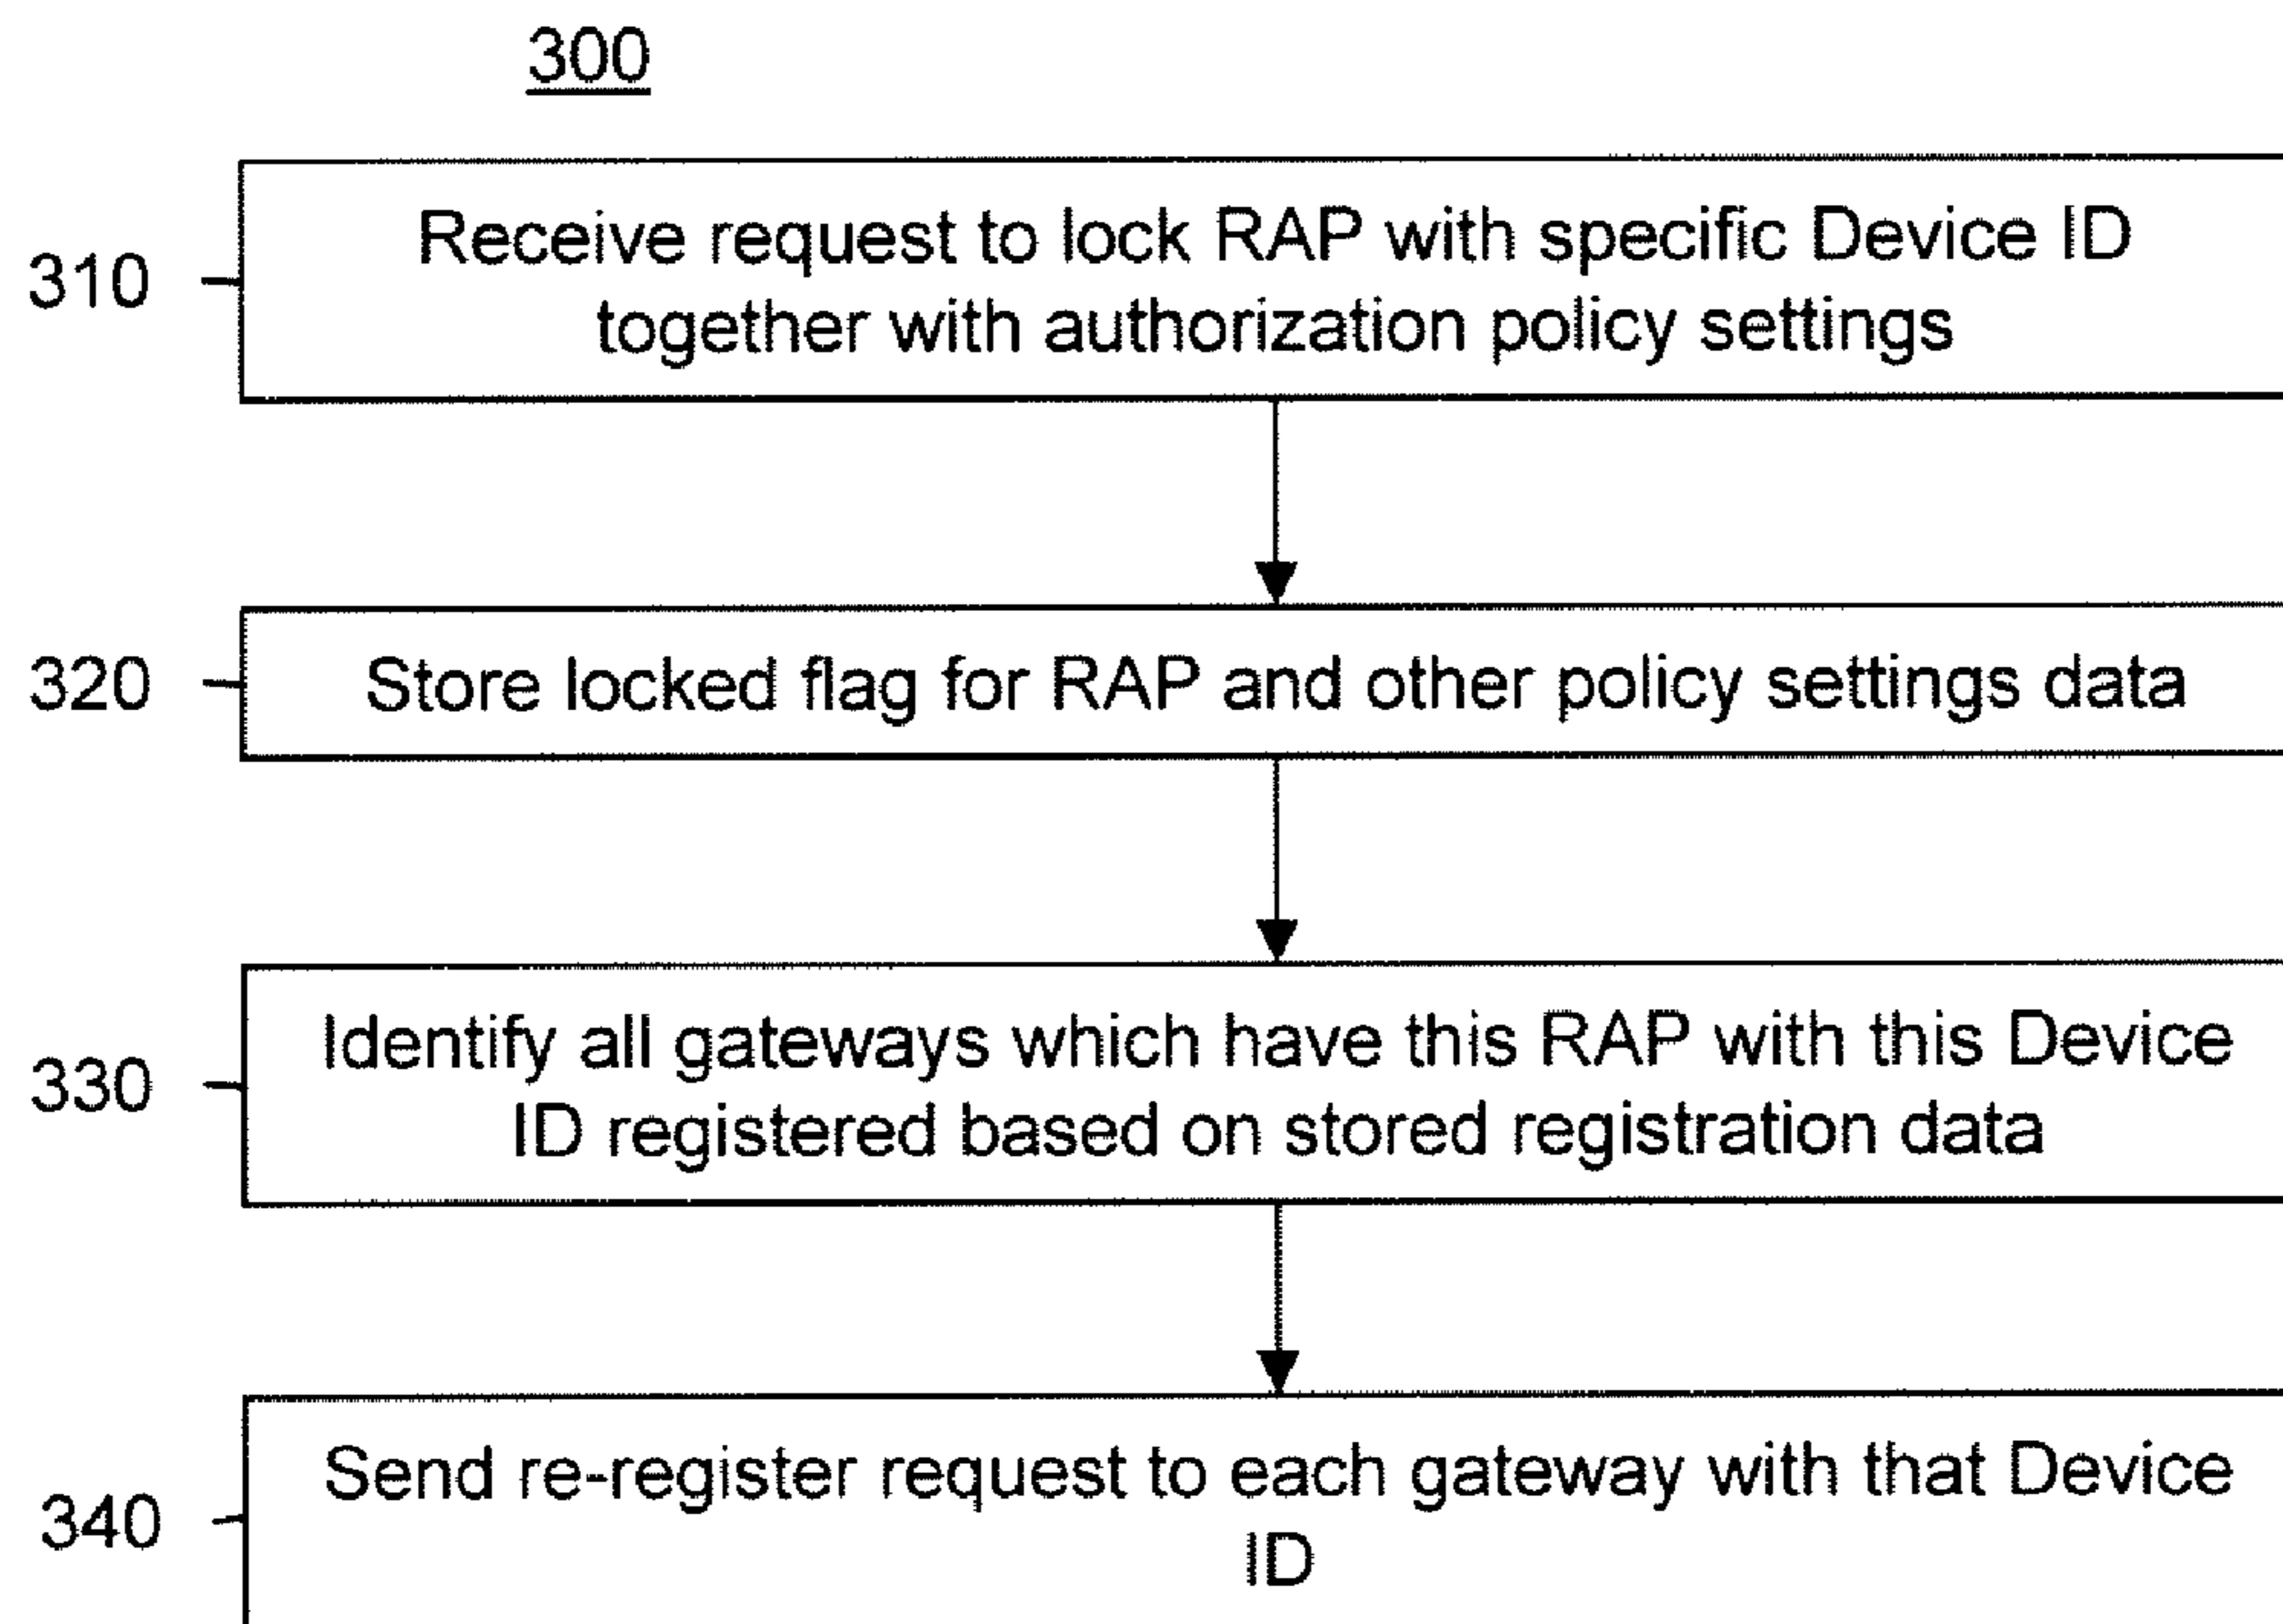 300
310
Receive request to lock RAP with specific Device ID
together with authorization policy settings
320
Store locked flag for RAP and other policy settings data
330
Identify all gateways which have this RAP with this Device
ID registered based on stored registration data
340
Send re-register request to each gateway with that Device
ID